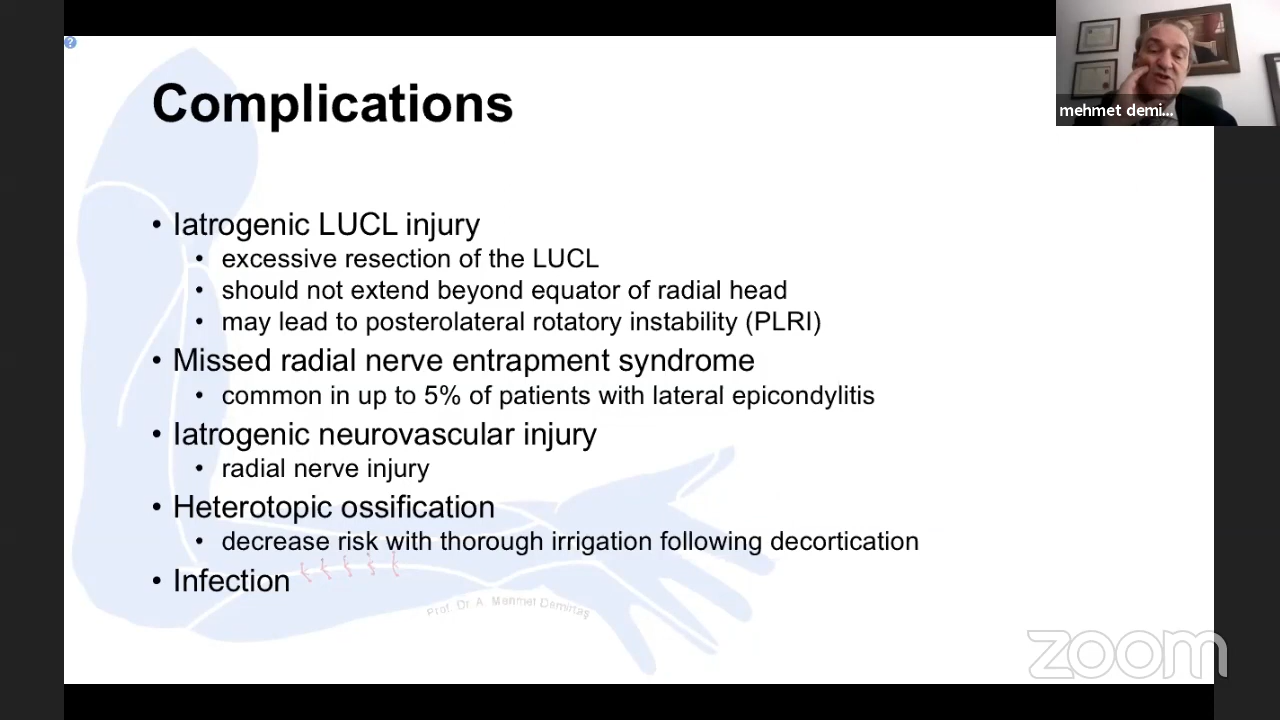 Complications
mehmet demi...
• Iatrogenic LUCL injury
• excessive resection of the LUCL
• should not extend beyond equator of radial head
• may lead to posterolateral rotatory instability (PLRI)
• Missed radial nerve entrapment syndrome
• common in up to 5% of patients with lateral epicondylitis
• Iatrogenic neurovascular injury
• radial nerve injury
• Heterotopic ossification
• decrease risk with thorough irrigation following decortication
• Infection
Prof. Dr. A. Mehmet Demirtaş
zoom